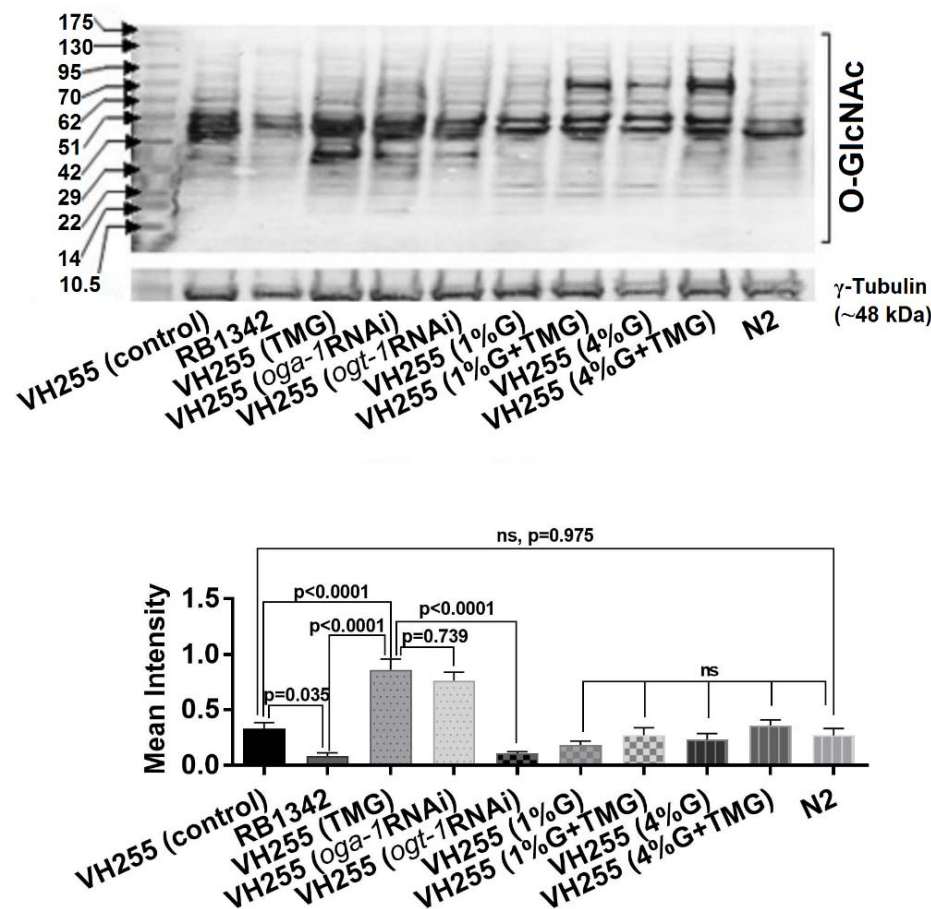 175
130
95
70
62
51
42
29
22
14
10.5
O-GlcNAc
γ-Tubulin
(~48 kDa)
VH255 (control)
RB1342
VH255 (TMG)
VH255 (oga-1RNAi)
VH255 (ogt-1RNAi)
VH255 (1%G)
VH255 (1%G+TMG)
VH255 (4%G)
VH255 (4%G+TMG)
N2
ns, p=0.975
p<0.0001
p<0.0001
p<0.0001
p=0.739
p=0.035
ns
Mean Intensity
1.5
1.0
0.5
0.0
VH255 (control)
RB1342
VH255 (TMG)
VH255 (oga-1RNAi)
VH255 (ogt-1RNAi)
VH255 (1%G)
VH255 (1%G+TMG)
VH255 (4%G)
VH255 (4%G+TMG)
N2